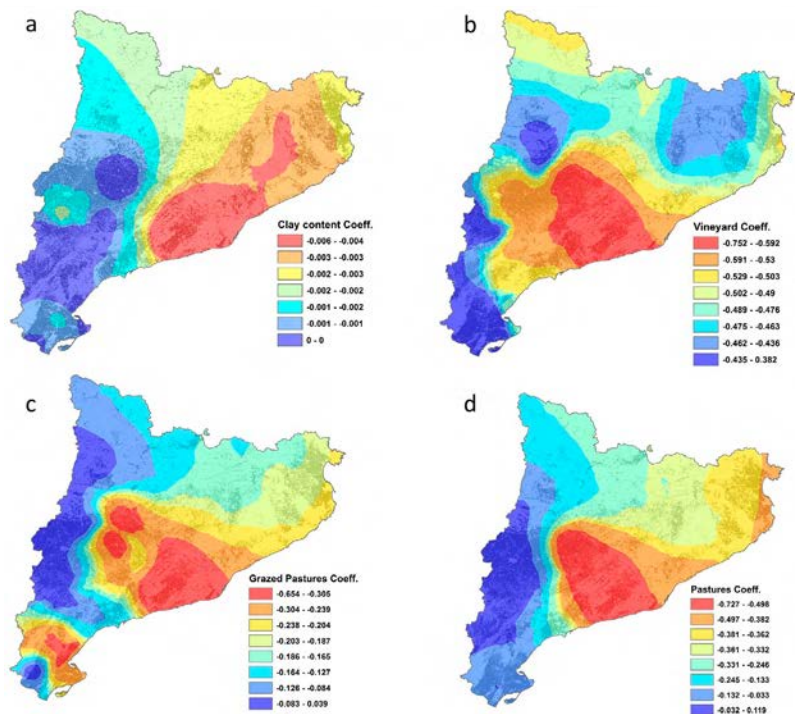 a
b
Clay content Coeff.
-0.006 - -0.004
-0.003 - -0.003
-0.002 - -0.003
-0.002 - -0.002
-0.001 - -0.002
-0.001 - -0.001
0 - 0
Vineyard Coeff.
-0.752 - -0.592
-0.591 - -0.53
-0.529 - -0.503
-0.502 - -0.49
-0.489 - -0.476
-0.475 - -0.463
-0.462 - -0.436
-0.435 - 0.382
c
d
Grazed Pastures Coeff.
-0.654 - -0.305
-0.304 - -0.239
-0.238 - -0.204
-0.203 - -0.187
-0.186 - -0.165
-0.164 - -0.127
-0.126 - -0.084
-0.083 - 0.039
Pastures Coeff.
-0.727 - -0.498
-0.497 - -0.382
-0.381 - -0.362
-0.361 - -0.332
-0.331 - -0.246
-0.245 - -0.133
-0.132 - -0.033
-0.032 - 0.119